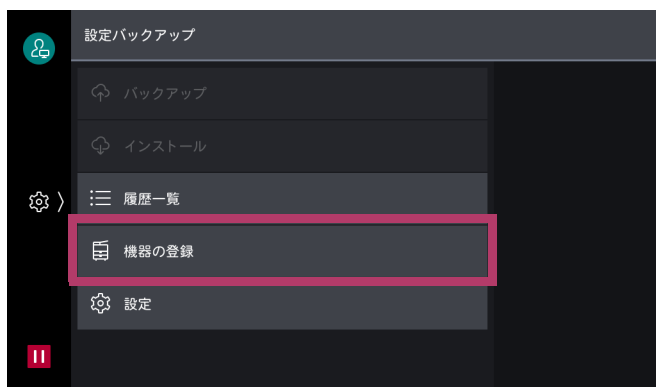 設定バックアップ
バックアップ
インストール
履歴一覧
機器の登録
設定